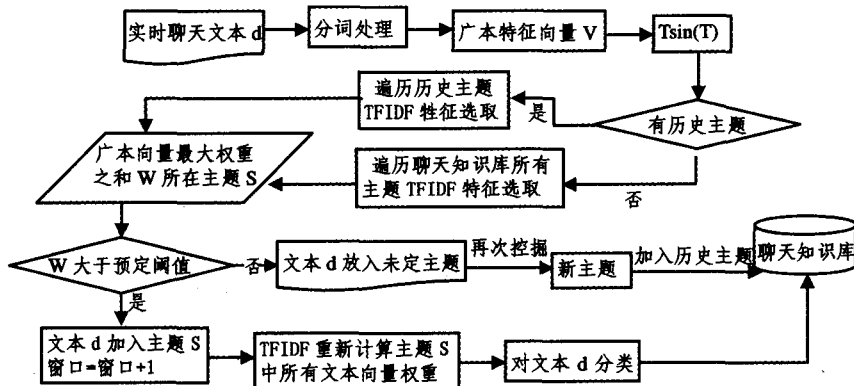 实时聊天文本 d
分词处理
广本特征向量 V
Tsin(T)
遍历历史主题
TFIDF 牲征选取
是
有历史主题
广本向量最大权重
之和 W 所在主题 S
遍历聊天知识库所有
主题 TFIDF 特征选取
否
W 大于预定阈值
否
文本 d 放入未定主题
再次挖掘
新主题
加入历史主题
聊天知识库
是
文本 d 加入主题 S
窗口=窗口+1
TFIDF 重新计算主题 S
中所有文本向量权重
对文本 d 分类